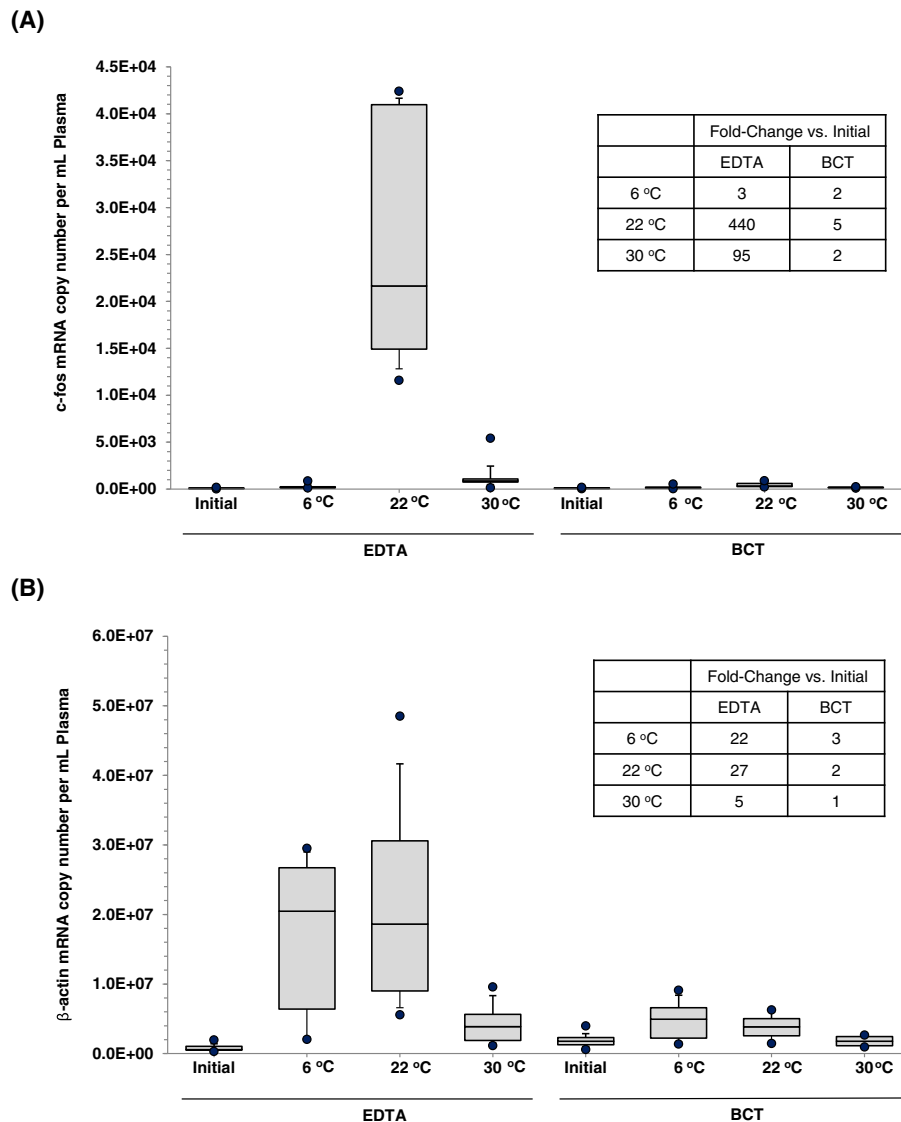 (A)
c-fos mRNA copy number per mL Plasma
4.5E+04
4.0E+04
3.5E+04
3.0E+04
2.5E+04
2.0E+04
1.5E+04
1.0E+04
5.0E+03
0.0E+00
Fold-Change vs. Initial
EDTA BCT
6 ºC 3 2
22 ºC 440 5
30 ºC 95 2
Initial 6 ºC 22 ºC 30 ºC Initial 6 ºC 22 ºC 30 ºC
EDTA BCT
(B)
β-actin mRNA copy number per mL Plasma
6.0E+07
5.0E+07
4.0E+07
3.0E+07
2.0E+07
1.0E+07
0.0E+00
Fold-Change vs. Initial
EDTA BCT
6 ºC 22 3
22 ºC 27 2
30 ºC 5 1
Initial 6 ºC 22 ºC 30 ºC Initial 6 ºC 22 ºC 30ºC
EDTA BCT